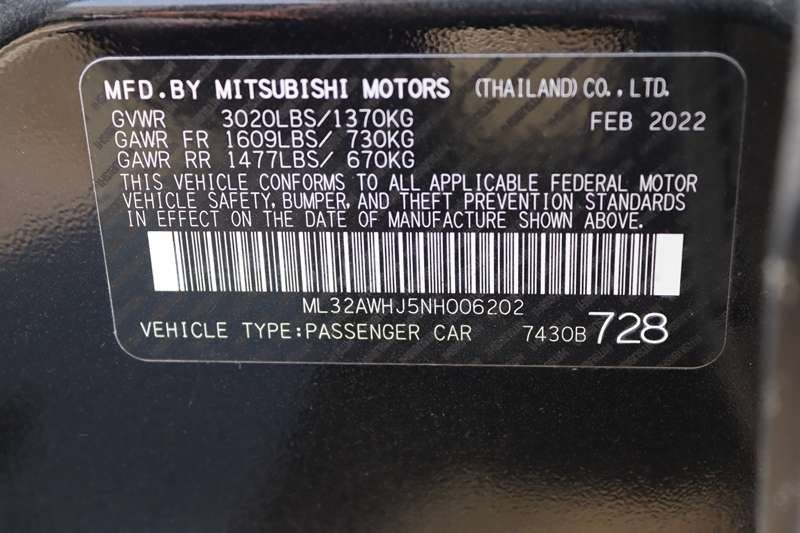 MFD.BY MITSUBISHI MOTORS (THAILAND) CO.,LTD.
GVWR 3020LBS/1370KG FEB 2022
GAWR FR 1609LBS/ 730KG
GAWR RR 1477LBS/ 670KG
THIS VEHICLE CONFORMS TO ALL APPLICABLE FEDERAL MOTOR
VEHICLE SAFETY, BUMPER, AND THEFT PREVENTION STANDARDS
IN EFFECT ON THE DATE OF MANUFACTURE SHOWN ABOVE.
ML32AWHJ5NH006202
VEHICLE TYPE:PASSENGER CAR 7430B 728